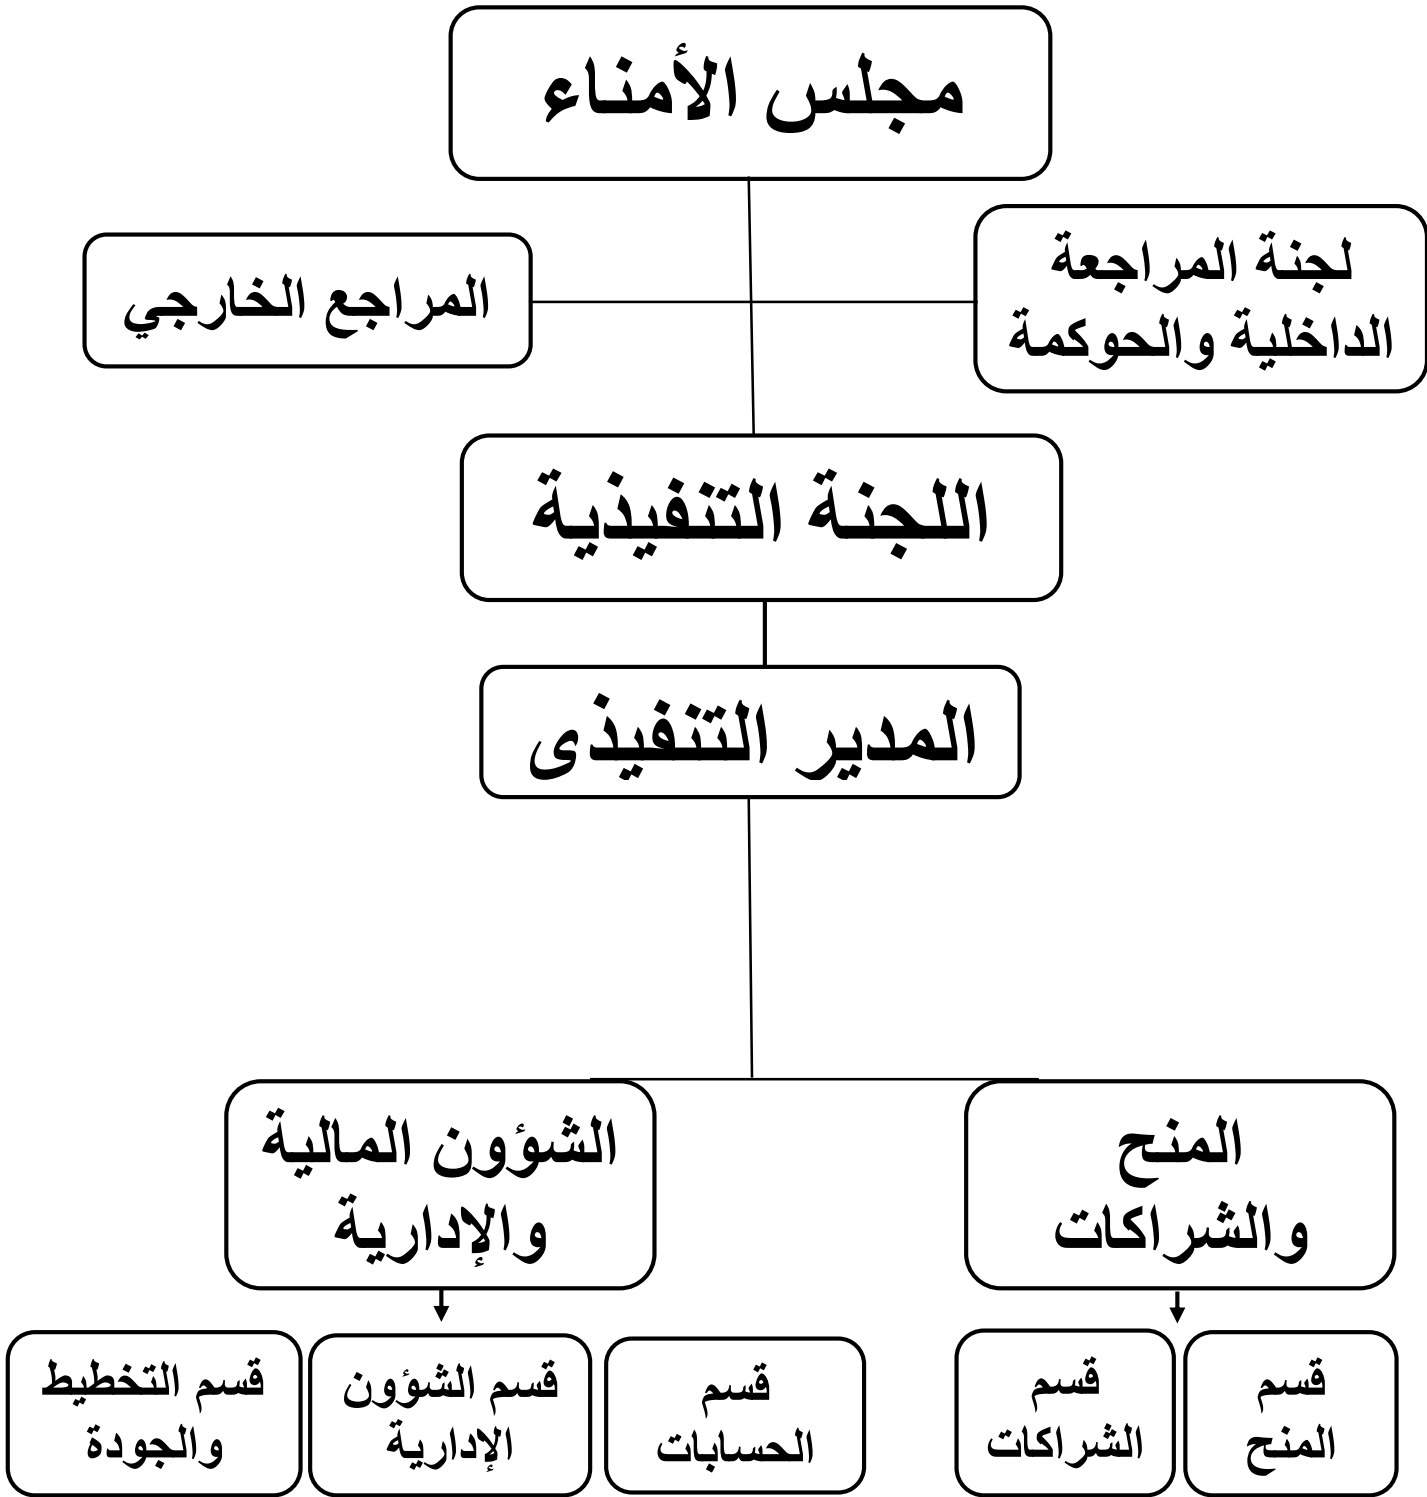 مجلس الأمناء
لجنة المراجعة
الداخلية والحوكمة
المراجع الخارجي
اللجنة التنفيذية
المدير التنفيذى
المنح
والشراكات
الشؤون المالية
والإدارية
قسم
المنح
قسم
الشراكات
قسم
الحسابات
قسم الشؤون
الإدارية
قسم التخطيط
والجودة